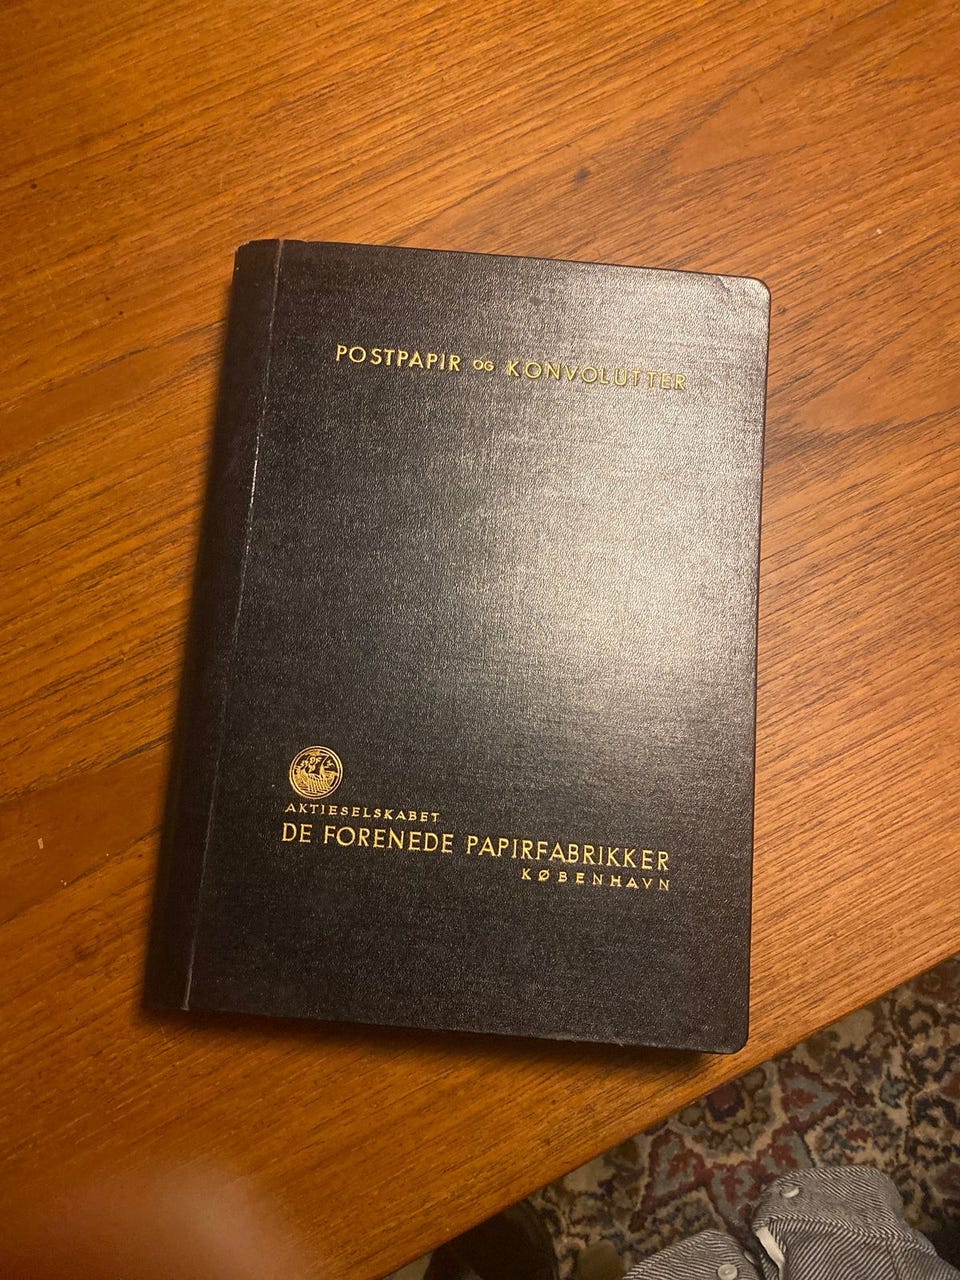 POSTPAPIR OG KONVOLUTTER
AKTIESELSKABET
DE FORENEDE PAPIRFABRIKKER
KØBENHAVN